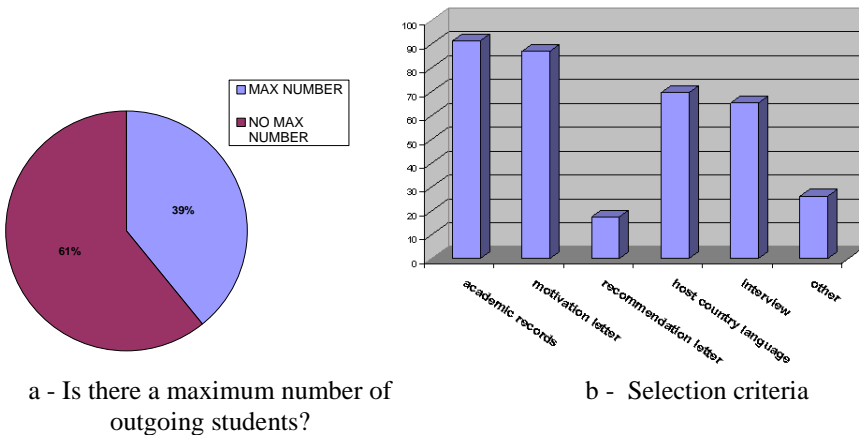 MAX NUMBER
NO MAX
NUMBER
39%
61%
a - Is there a maximum number of
outgoing students?
100
90
80
70
60
50
40
30
20
10
0
academic records
motivation letter
recommendation letter
host country language
interview
other
b - Selection criteria